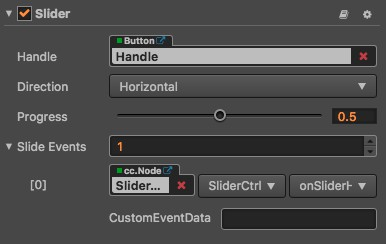 Slider
Button
Handle Handle
Direction Horizontal
Progress 0.5
Slide Events 1
cc.Node
[0] Slider... SliderCtrl onSliderH
CustomEventData